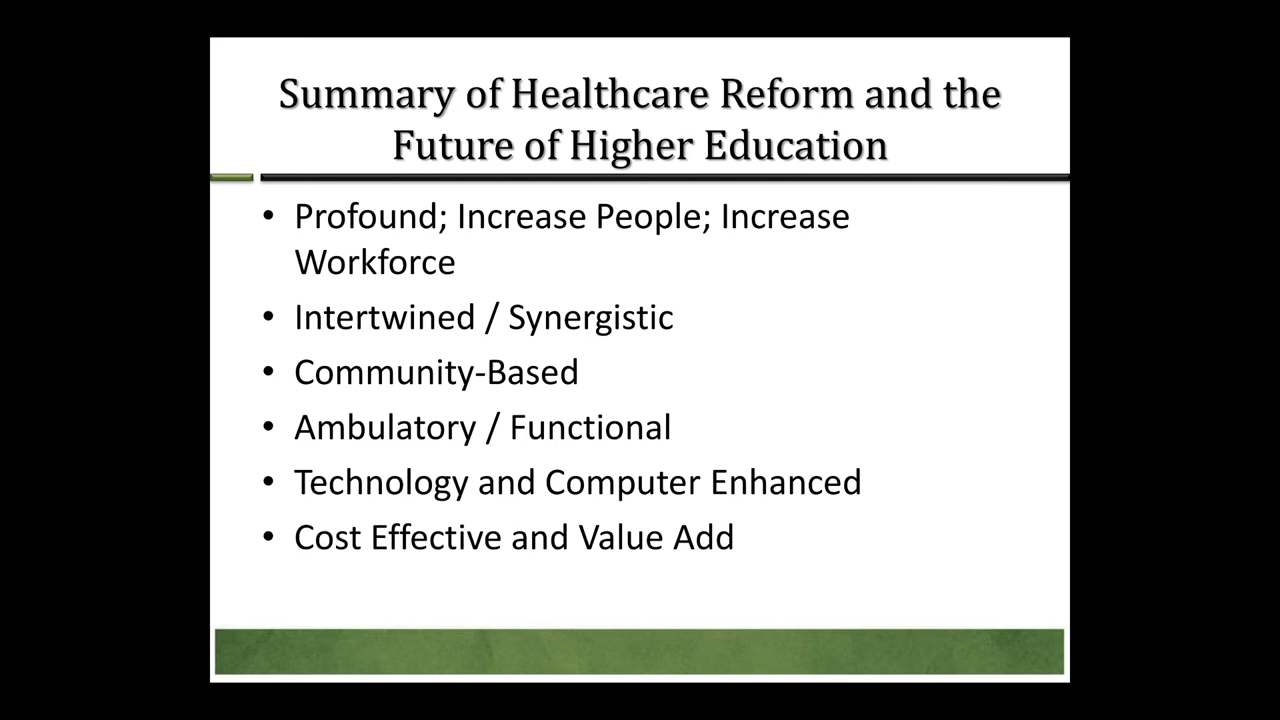 Summary of Healthcare Reform and the
Future of Higher Education
• Profound; Increase People; Increase
Workforce
• Intertwined / Synergistic
• Community-Based
• Ambulatory / Functional
• Technology and Computer Enhanced
• Cost Effective and Value Add